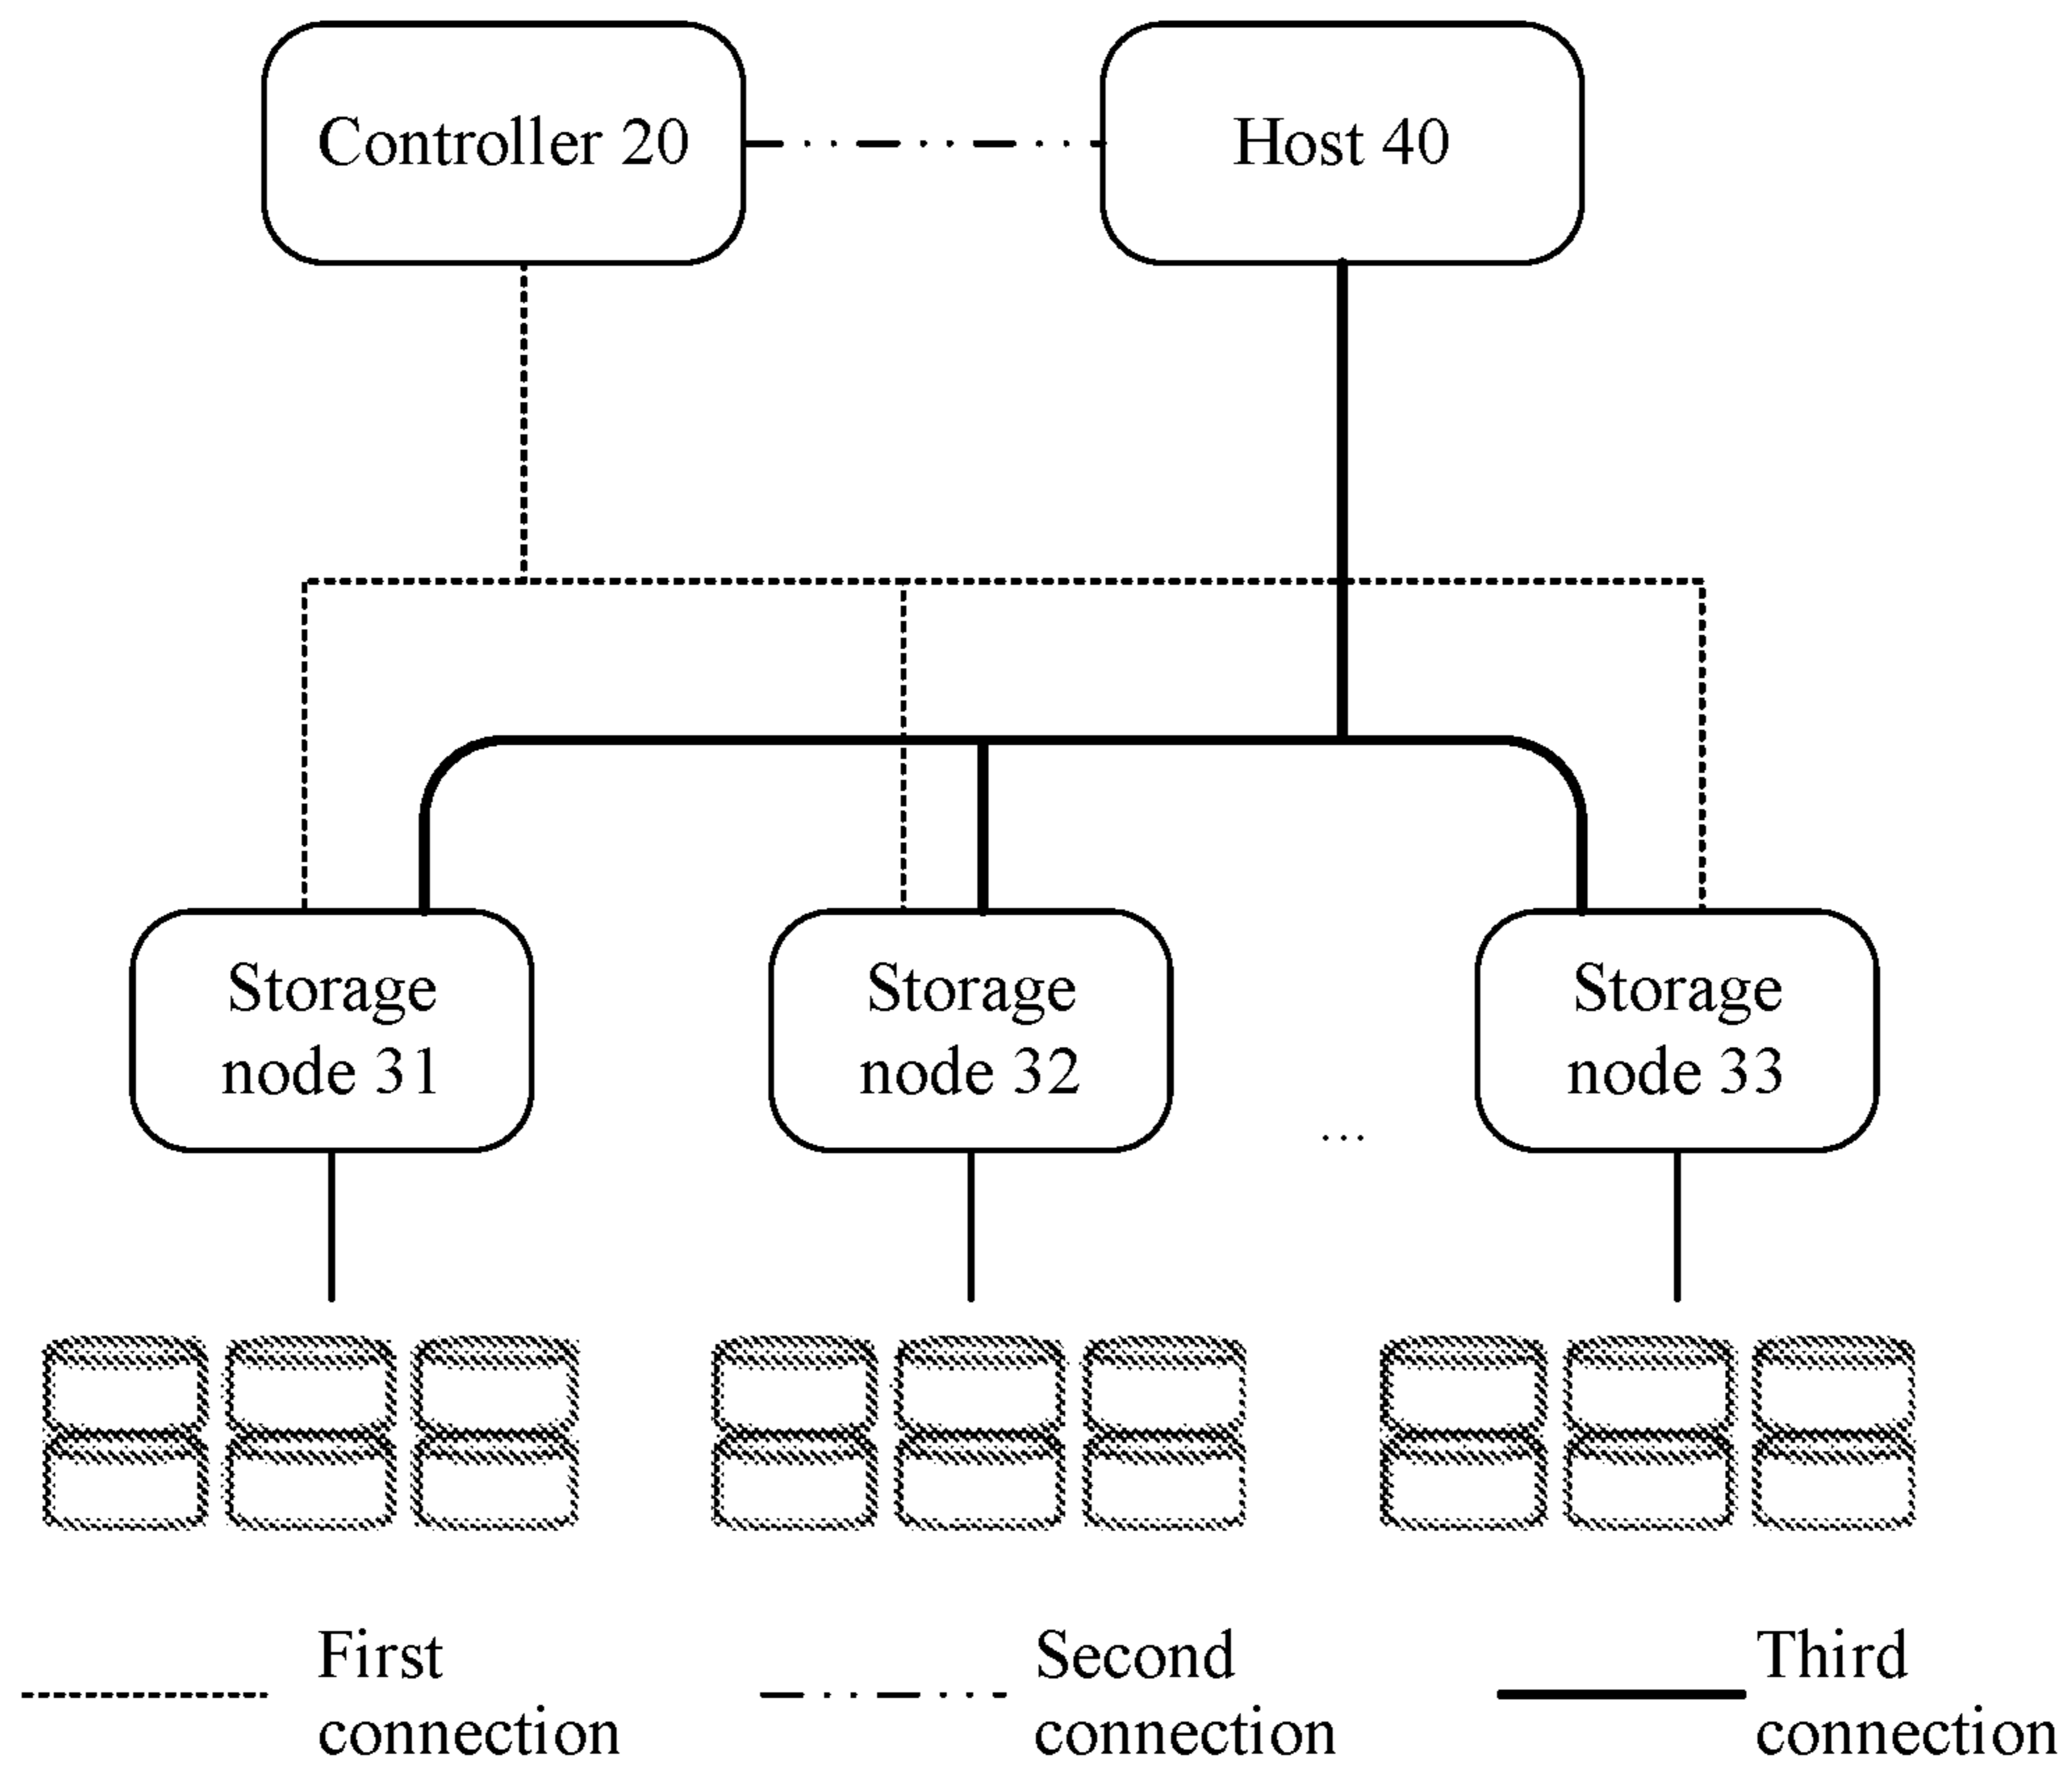 Controller 20
Host 40
Storage
node 31
Storage
node 32
...
Storage
node 33
First
connection
Second
connection
Third
connection